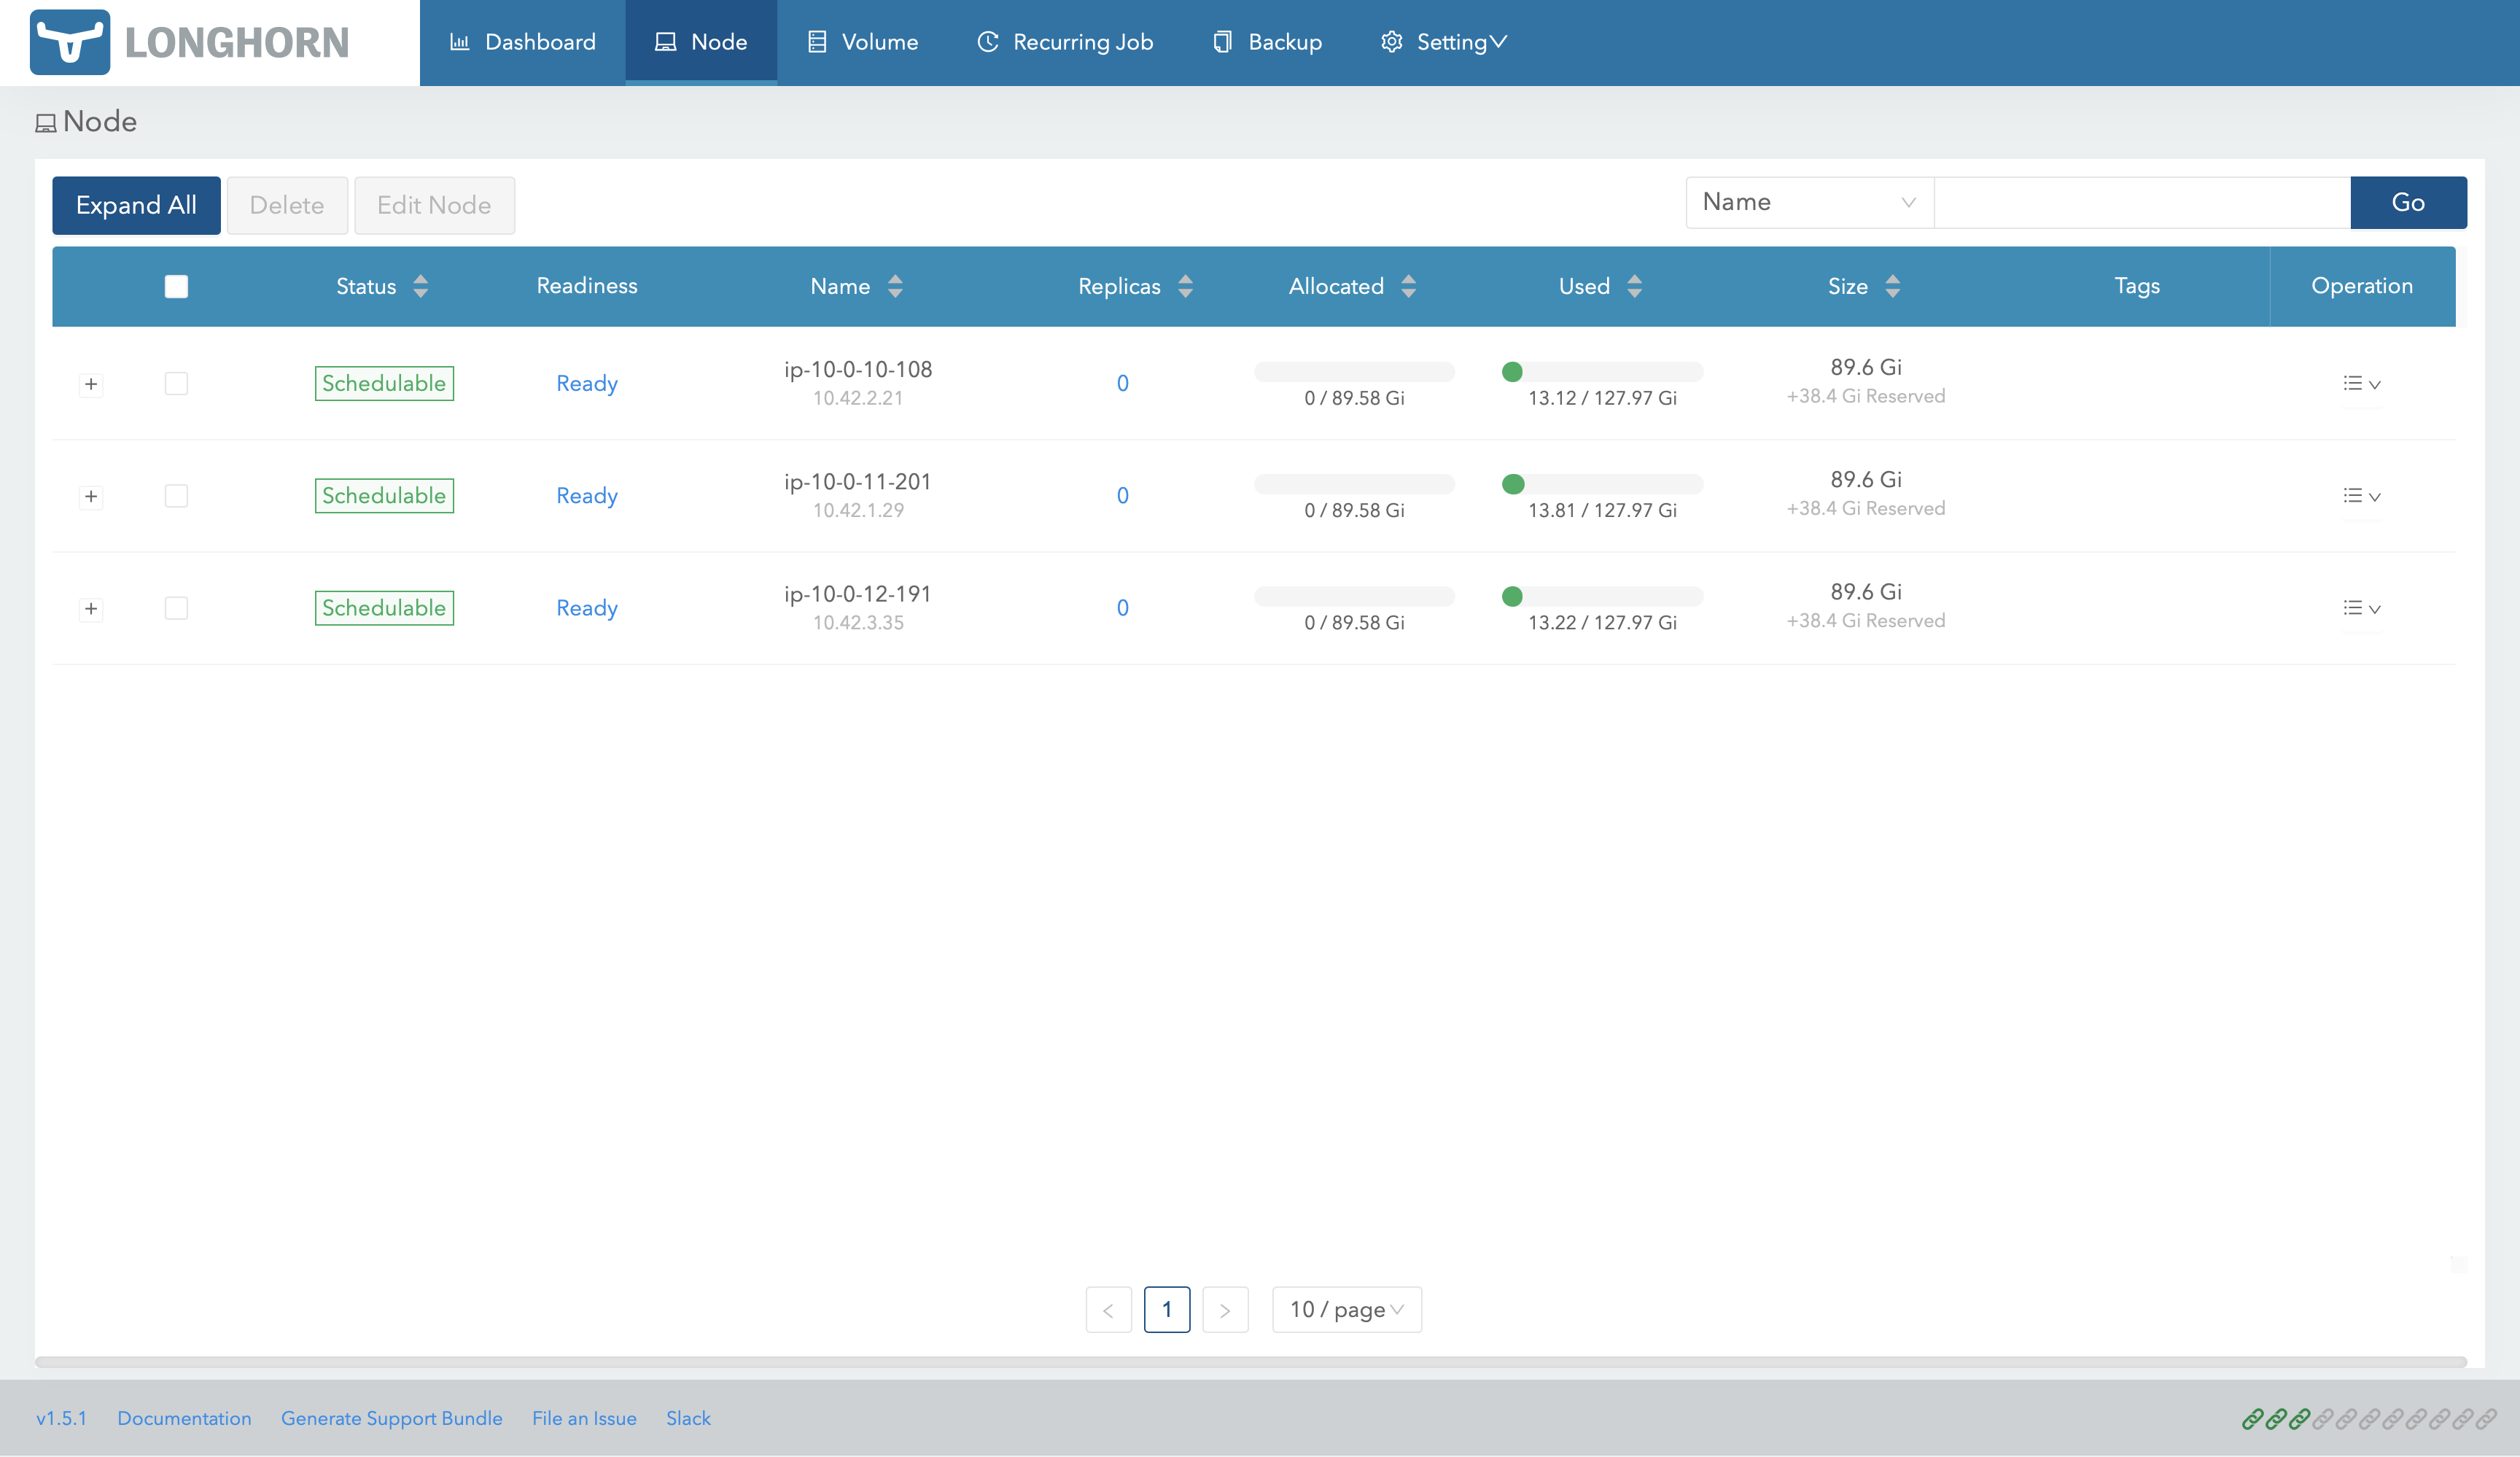 LONGHORN
Dashboard Node Volume Recurring Job Backup Setting
Node
Expand All Delete Edit Node Name Go
Status Readiness Name Replicas Allocated Used Size Tags Operation
Schedulable Ready ip-10-0-10-108 0 0 / 89.58 Gi 13.12 / 127.97 Gi 89.6 Gi
10.42.2.21 +38.4 Gi Reserved
Schedulable Ready ip-10-0-11-201 0 0 / 89.58 Gi 13.81 / 127.97 Gi 89.6 Gi
10.42.1.29 +38.4 Gi Reserved
Schedulable Ready ip-10-0-12-191 0 0 / 89.58 Gi 13.22 / 127.97 Gi 89.6 Gi
10.42.3.35 +38.4 Gi Reserved
< 1 > 10 / page
v1.5.1 Documentation Generate Support Bundle File an Issue Slack